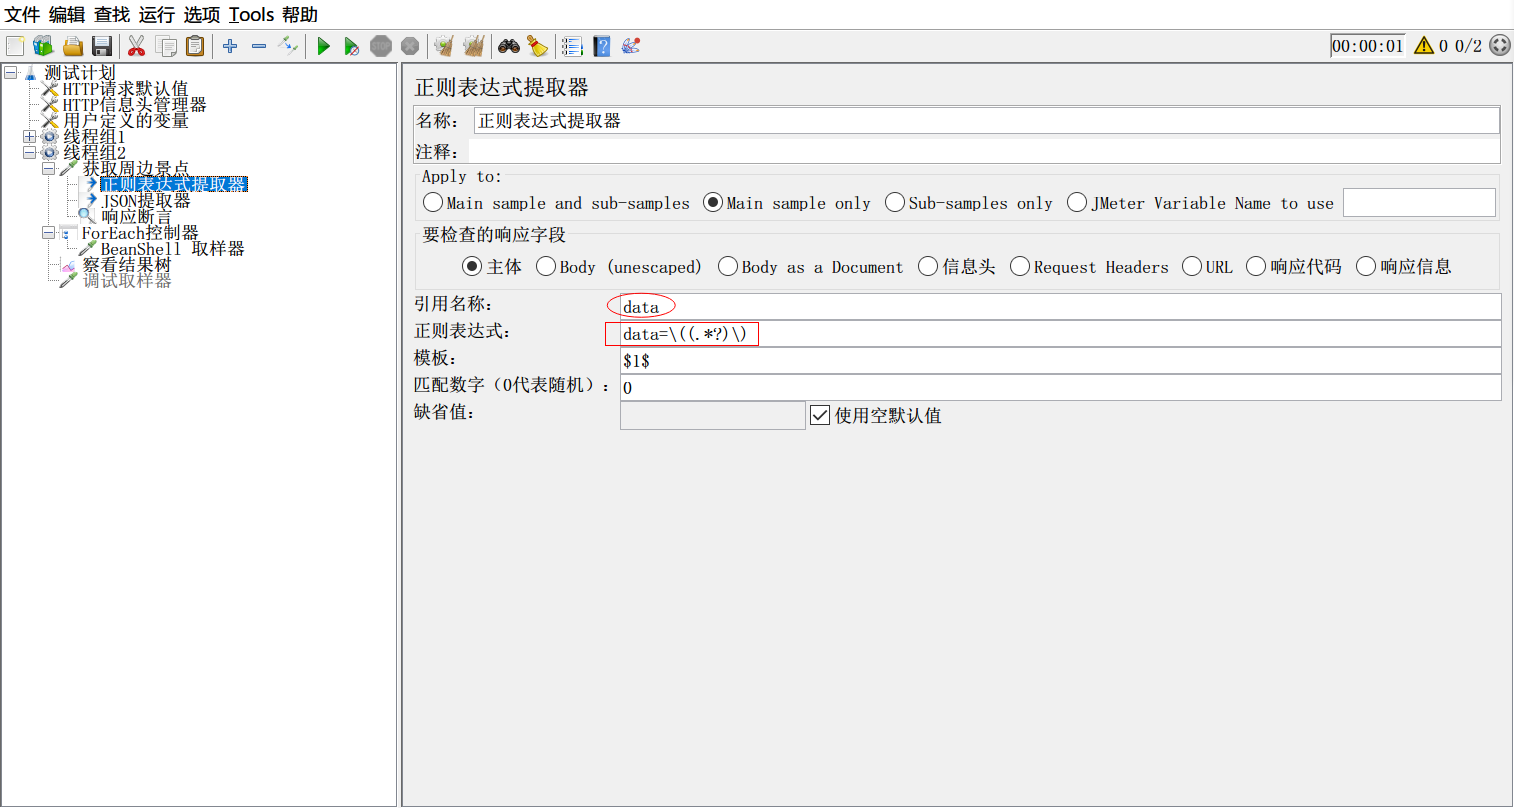 文件 编辑 查找 运行 选项 Tools 帮助
STOP
00:00:01 0 0/2
测试计划
HTTP请求默认值
HTTP信息头管理器
用户定义的变量
线程组1
线程组2
获取周边景点
正则表达式提取器
JSON提取器
响应断言
ForEach控制器
BeanShell 取样器
察看结果树
调试取样器
正则表达式提取器
名称： 正则表达式提取器
注释：
Apply to:
Main sample and sub-samples Main sample only Sub-samples only JMeter Variable Name to use
要检查的响应字段
主体 Body (unescaped) Body as a Document 信息头 Request Headers URL 响应代码 响应信息
引用名称： data
正则表达式： data=\((.*?)\)
模板： $1$
匹配数字（0代表随机）： 0
缺省值： 使用空默认值